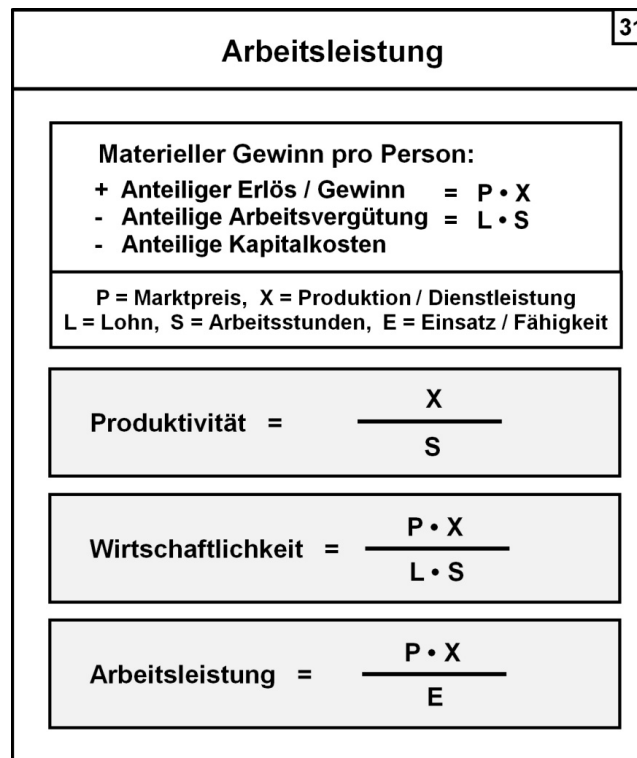 31
Arbeitsleistung
Materieller Gewinn pro Person:
+ Anteiliger Erlös / Gewinn = P • X
- Anteilige Arbeitsvergütung = L • S
- Anteilige Kapitalkosten
P = Marktpreis, X = Produktion / Dienstleistung
L = Lohn, S = Arbeitsstunden, E = Einsatz / Fähigkeit
X
Produktivität =
S
P • X
Wirtschaftlichkeit =
L • S
P • X
Arbeitsleistung =
E